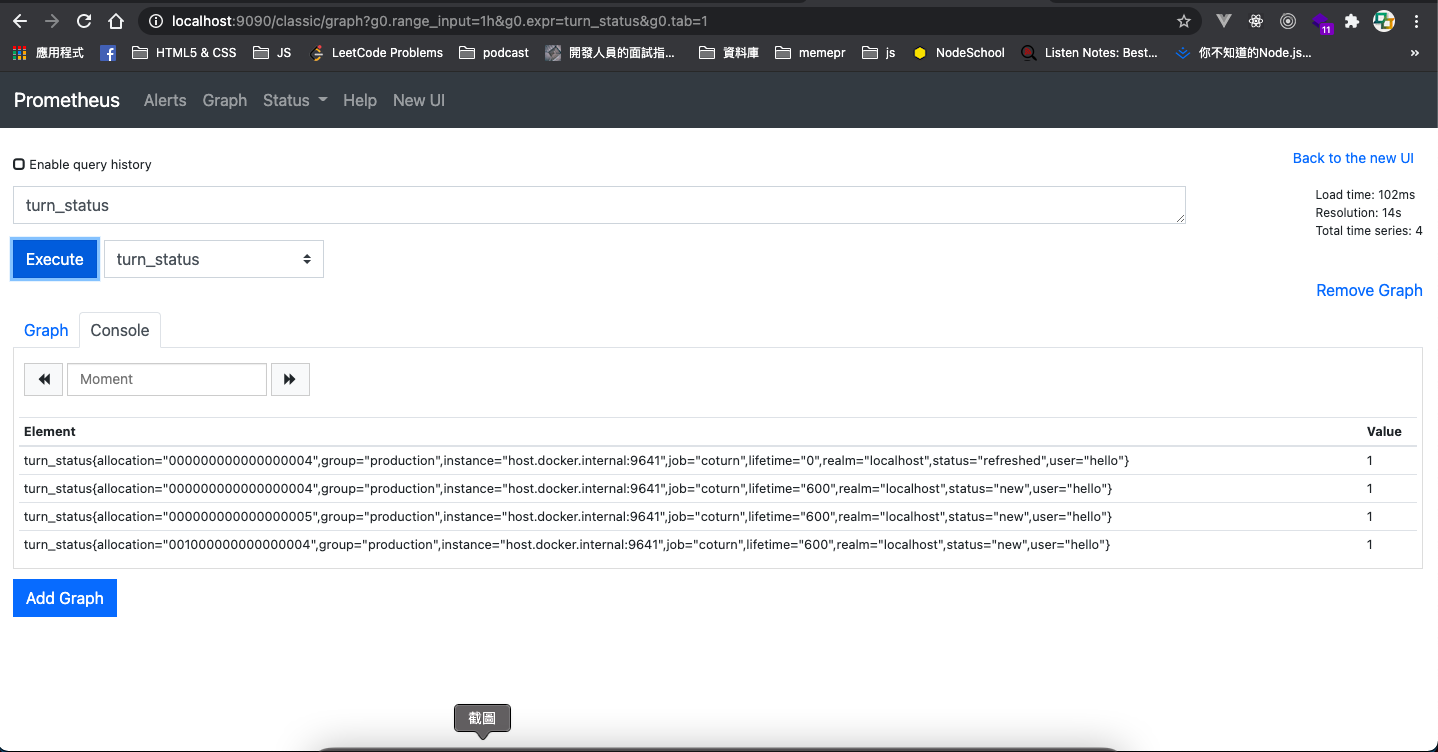 localhost:9090/classic/graph?g0.range_input=1h&g0.expr=turn_status&g0.tab=1
11
應用程式 HTML5 & CSS JS LeetCode Problems podcast 開發人員的面試指... 資料庫 memepr js NodeSchool Listen Notes: Best... 你不知道的Node.js... »
Prometheus Alerts Graph Status Help New UI
Enable query history
Back to the new UI
turn_status
Load time: 102ms
Resolution: 14s
Total time series: 4
Execute turn_status
Remove Graph
Graph Console
Moment
Element Value
turn_status{allocation="000000000000000004",group="production",instance="host.docker.internal:9641",job="coturn",lifetime="0",realm="localhost",status="refreshed",user="hello"} 1
turn_status{allocation="000000000000000004",group="production",instance="host.docker.internal:9641",job="coturn",lifetime="600",realm="localhost",status="new",user="hello"} 1
turn_status{allocation="000000000000000005",group="production",instance="host.docker.internal:9641",job="coturn",lifetime="600",realm="localhost",status="new",user="hello"} 1
turn_status{allocation="001000000000000004",group="production",instance="host.docker.internal:9641",job="coturn",lifetime="600",realm="localhost",status="new",user="hello"} 1
Add Graph
截圖